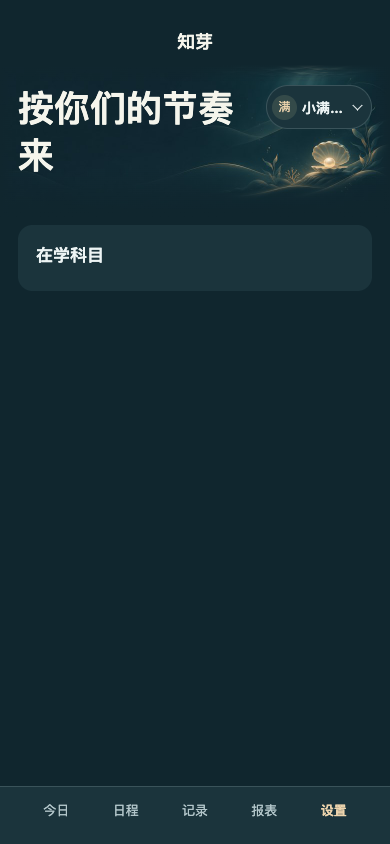 知芽
按你们的节奏
来
满 小满...
在学科目
今日 日程 记录 报表 设置